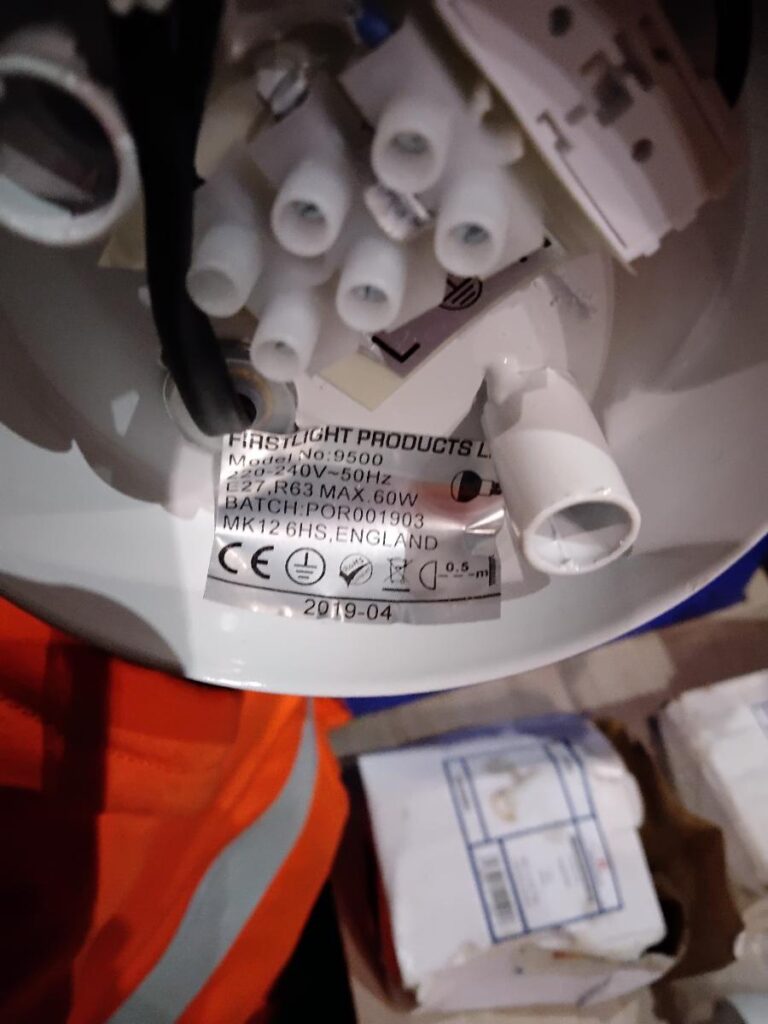 L
FIRSTLIGHT PRODUCTS
Model No:9500
220-240V~50Hz
E27,R63 MAX.60W
BATCH:POR001903
MK12 6HS,ENGLAND
CE RoHS 0.5 m
2019-04